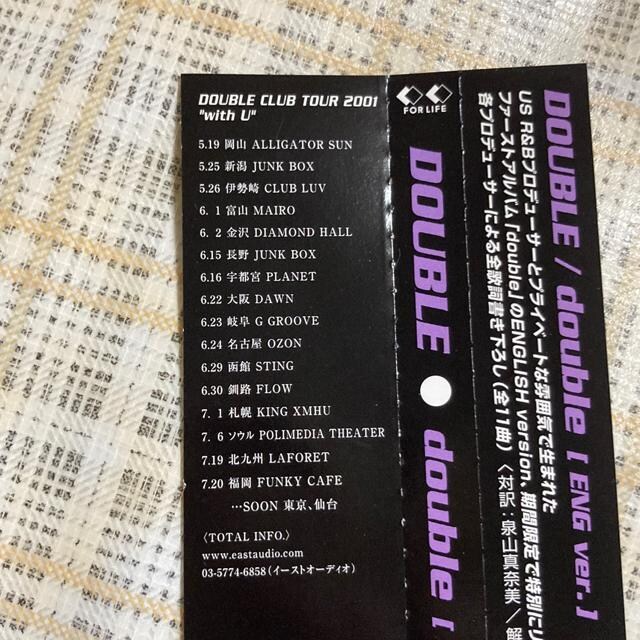 DOUBLE CLUB TOUR 2001
"with U"
5.19 岡山 ALLIGATOR SUN
5.25 新潟 JUNK BOX
5.26 伊勢崎 CLUB LUV
6. 1 富山 MAIRO
6. 2 金沢 DIAMOND HALL
6.15 長野 JUNK BOX
6.16 宇都宮 PLANET
6.22 大阪 DAWN
6.23 岐阜 G GROOVE
6.24 名古屋 OZON
6.29 函館 STING
6.30 釧路 FLOW
7. 1 札幌 KING XMHU
7. 6 ソウル POLIMEDIA THEATER
7.19 北九州 LAFORET
7.20 福岡 FUNKY CAFE
…SOON 東京、仙台
〈TOTAL INFO.〉
www.eastaudio.com
03-5774-6858(イーストオーディオ)
FOR LIFE
DOUBLE ● double [
DOUBLE / double [ ENG ver. ]
US R&Bプロデューサーとプライベートな雰囲気で生まれた
ファーストアルバム「double」のENGLISH version. 期間限定で特別に
各プロデューサーによる全歌詞書き下ろし(全11曲)〈対訳:泉山真奈美/解